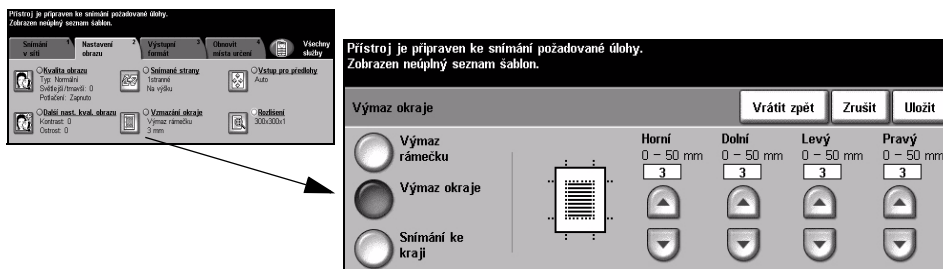 Přístroj je připraven ke snímání požadované úlohy.
Zobrazen neúplný seznam šablon.
Snímání v síti 1
Nastavení obrazu 2
Výstupní formát 3
Obnovit místa určení 4
Všechny služby
Kvalita obrazu
Typ: Normální
Světlejší/tmavší: 0
Potlačení: Zapnuto
Snímané strany
1stranné
Na výšku
Vstup pro předlohy
Auto
Další nast. kval. obrazu
Kontrast: 0
Ostrost: 0
Vymazání okraje
Výmaz rámečku
3 mm
Rozlišení
300x300x1
Přístroj je připraven ke snímání požadované úlohy.
Zobrazen neúplný seznam šablon.
Výmaz okraje
Vrátit zpět
Zrušit
Uložit
Výmaz
rámečku
Výmaz okraje
Snímání ke
kraji
Horní Dolní Levý Pravý
0 – 50 mm 0 – 50 mm 0 – 50 mm 0 – 50 mm
3 3 3 3